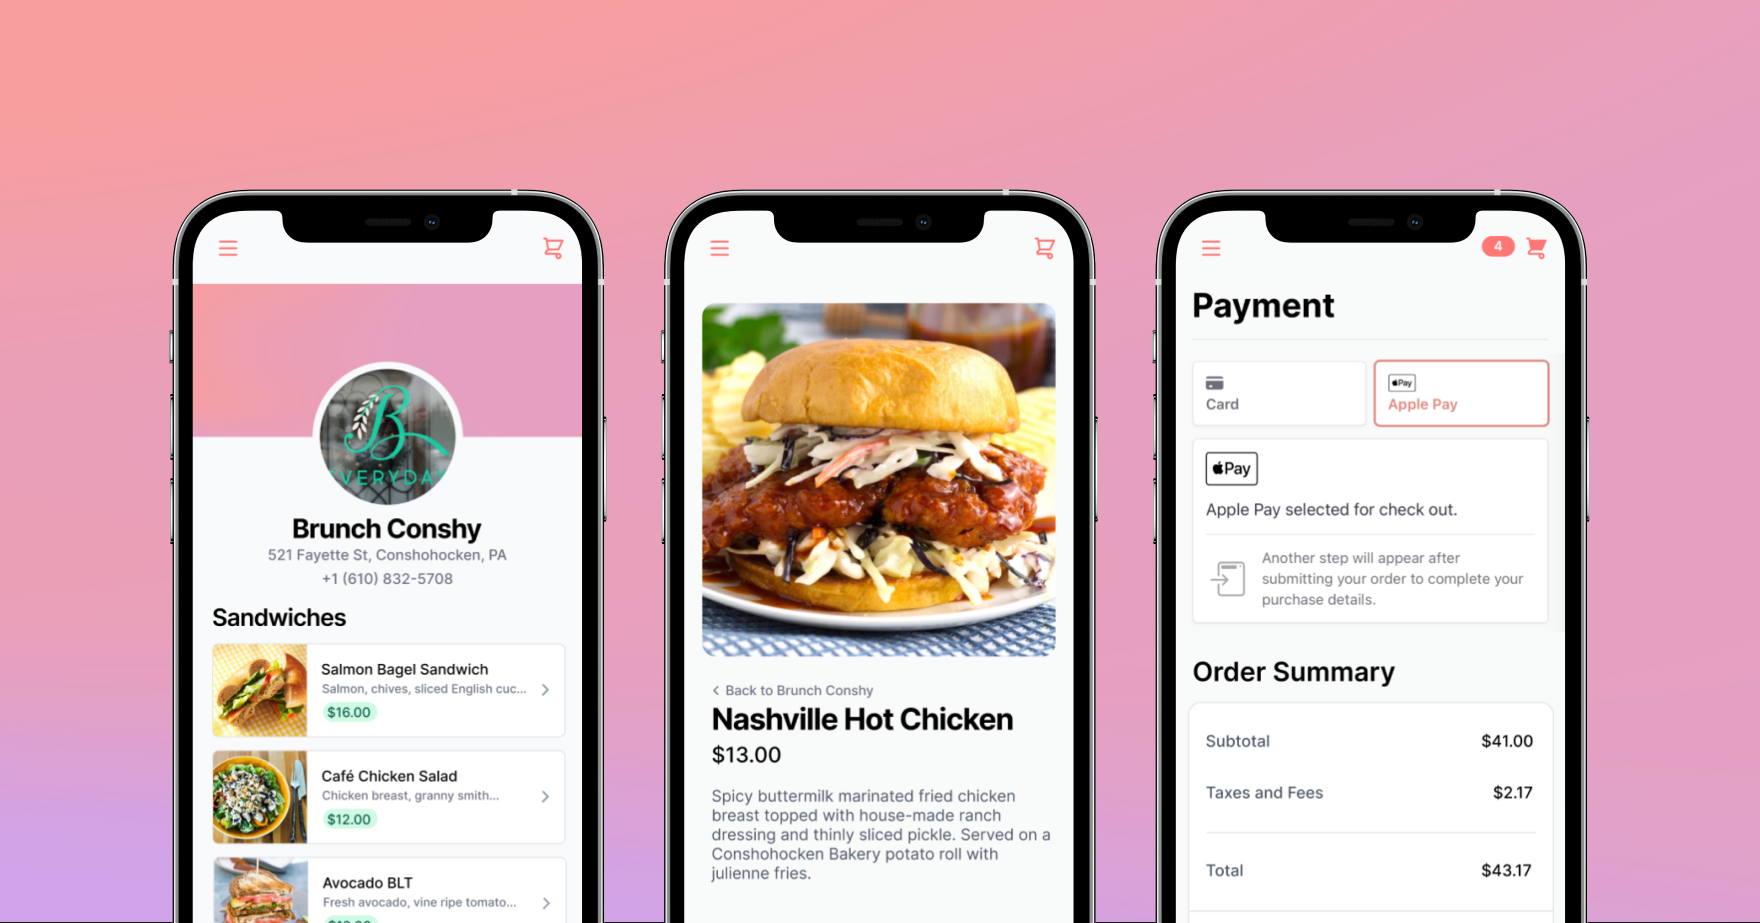 B
EVERYDAY
Brunch Conshy
521 Fayette St, Conshohocken, PA
+1 (610) 832-5708
Sandwiches
Salmon Bagel Sandwich
Salmon, chives, sliced English cuc...
$16.00
Café Chicken Salad
Chicken breast, granny smith...
$12.00
Avocado BLT
Fresh avocado, vine ripe tomato...
Back to Brunch Conshy
Nashville Hot Chicken
$13.00
Spicy buttermilk marinated fried chicken
breast topped with house-made ranch
dressing and thinly sliced pickle. Served on a
Conshohocken Bakery potato roll with
julienne fries.
4
Payment
Card
Pay
Apple Pay
Pay
Apple Pay selected for check out.
Another step will appear after
submitting your order to complete your
purchase details.
Order Summary
Subtotal $41.00
Taxes and Fees $2.17
Total $43.17